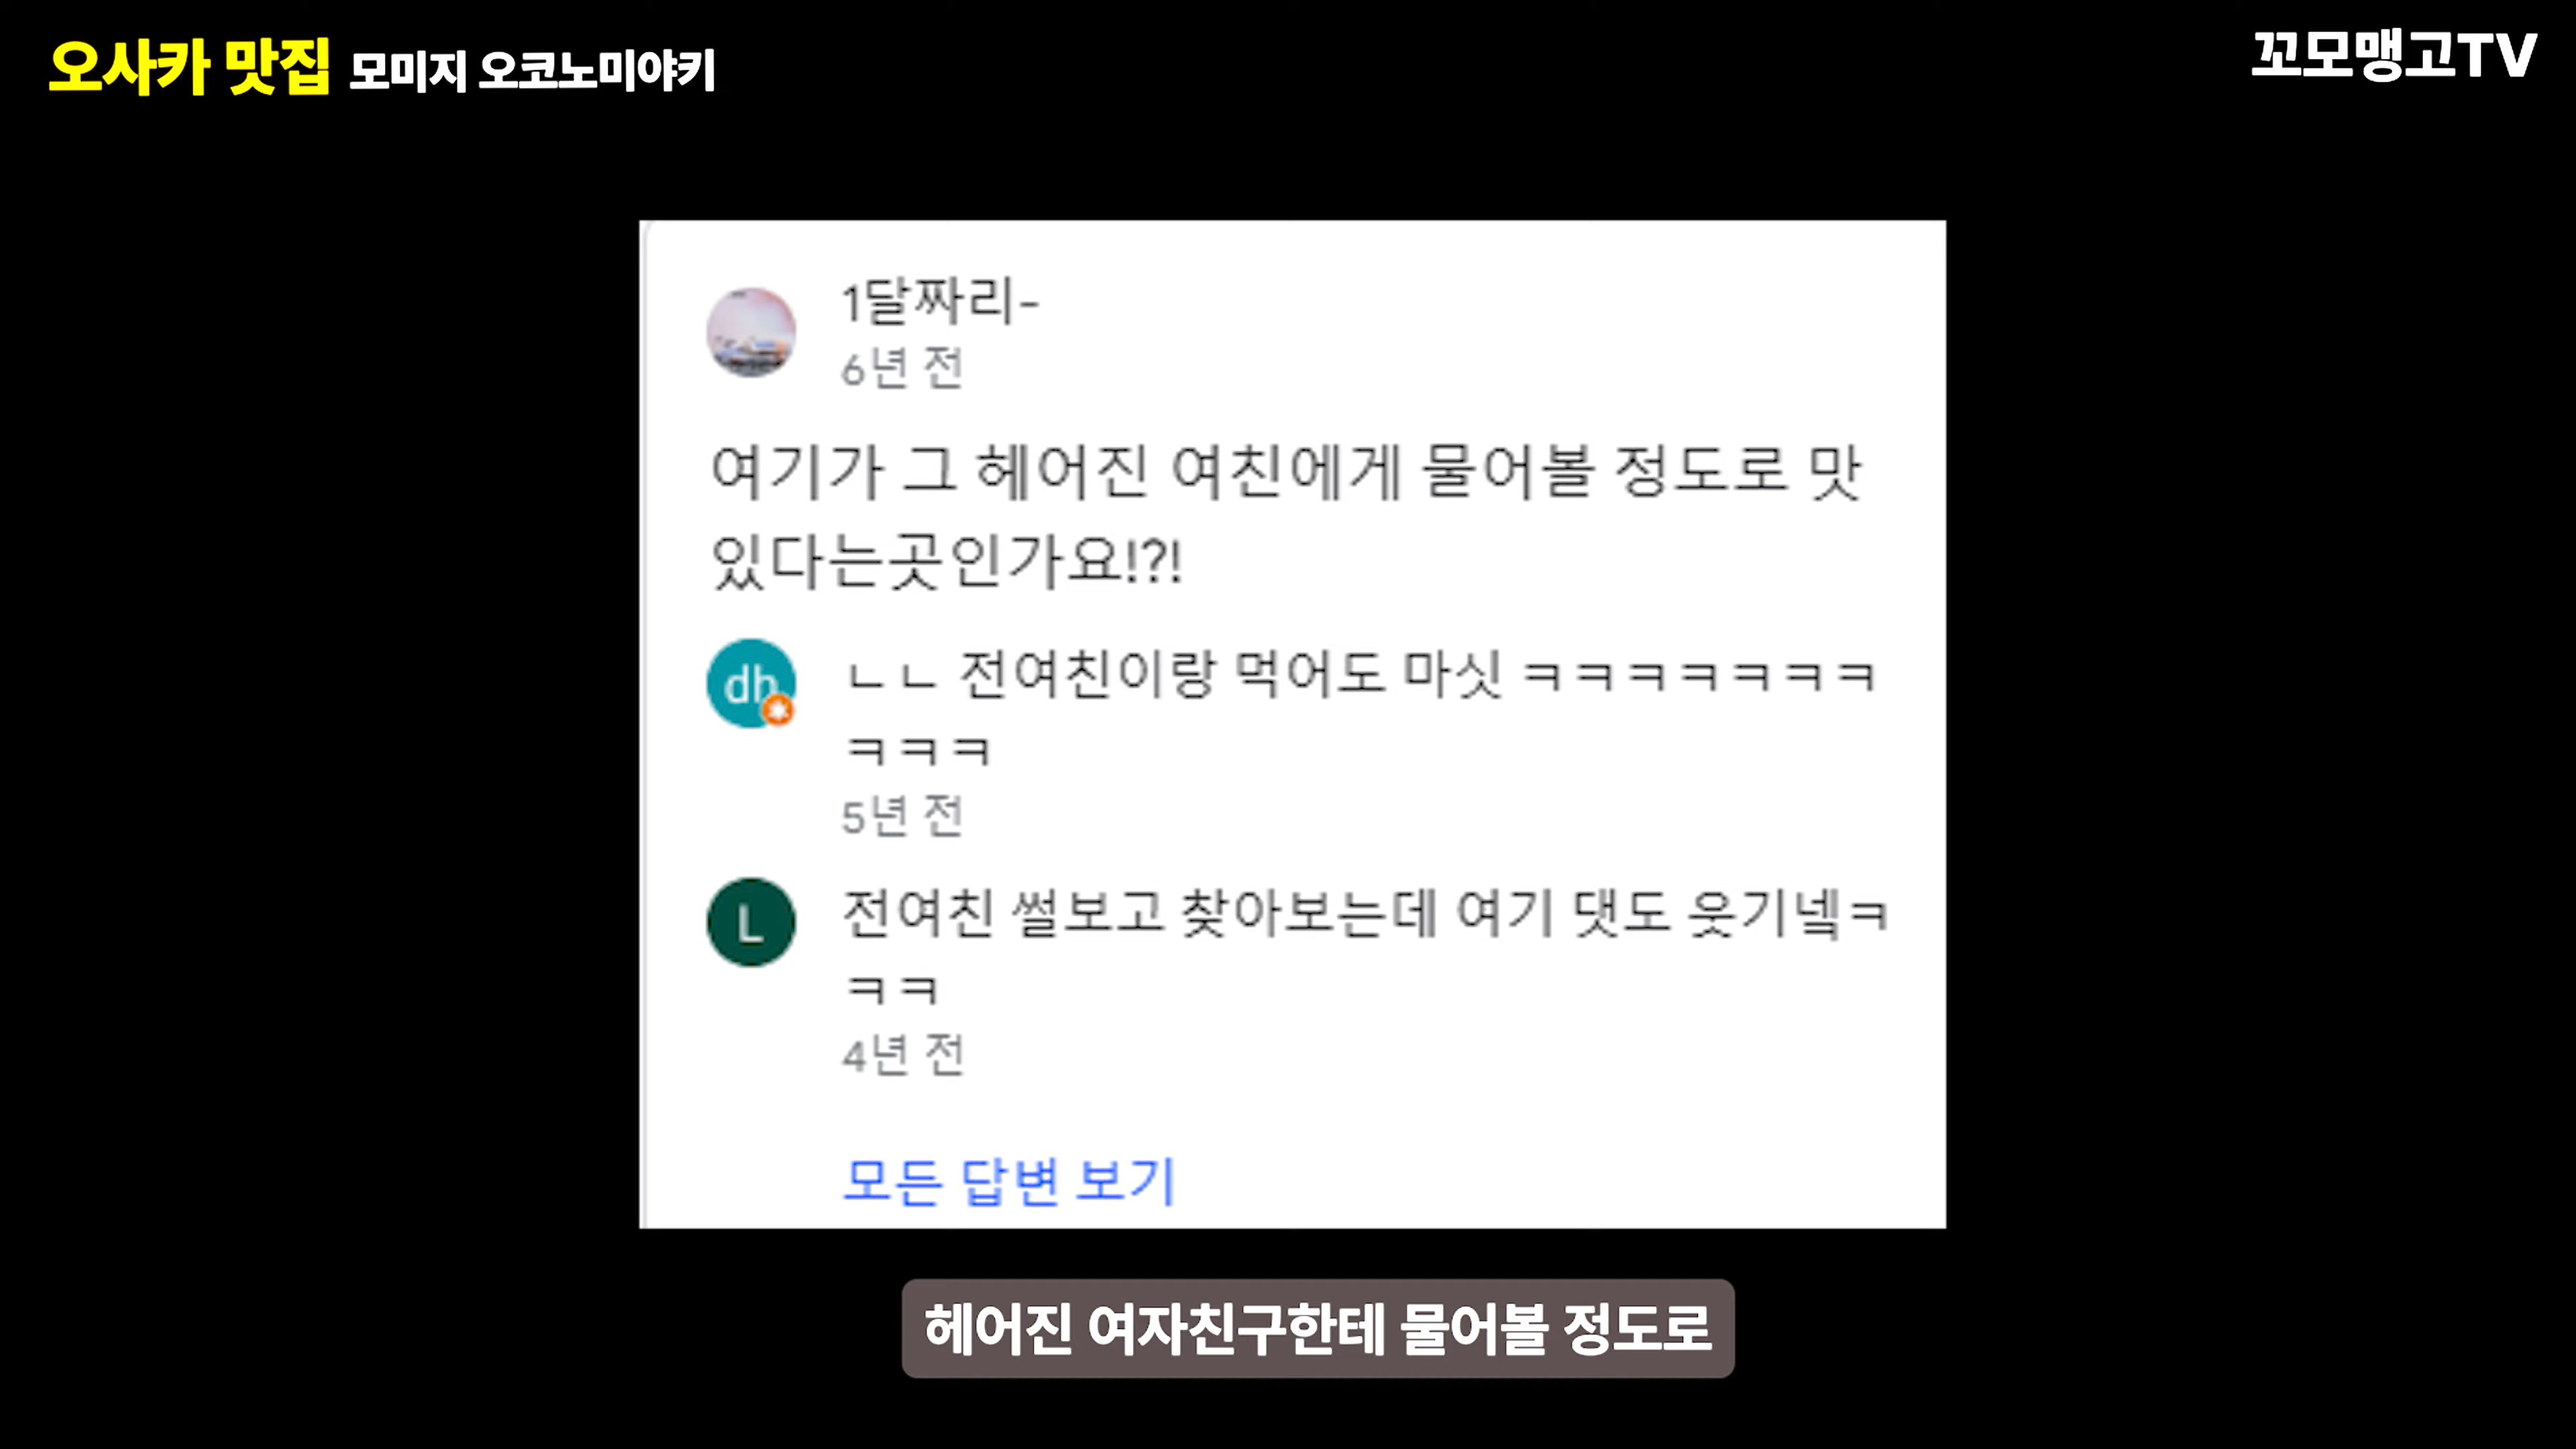 오사카 맛집 모미지 오코노미야키
꼬모맹고TV
1달짜리-
6년 전
여기가 그 헤어진 여친에게 물어볼 정도로 맛
있다는곳인가요!?!
dh
ㄴㄴ 전여친이랑 먹어도 마싯 ㅋㅋㅋㅋㅋㅋㅋ
ㅋㅋㅋ
5년 전
L
전여친 썰보고 찾아보는데 여기 댓도 웃기넼ㅋ
ㅋㅋ
4년 전
모든 답변 보기
헤어진 여자친구한테 물어볼 정도로